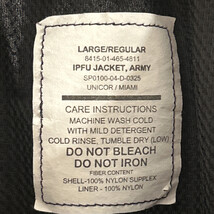 LARGE/REGULAR
8415-01-465-4811
IPFU JACKET, ARMY
SP0100-04-D-0325
UNICOR / MIAMI
CARE INSTRUCTIONS
MACHINE WASH COLD
WITH MILD DETERGENT
COLD RINSE, TUMBLE DRY (LOW)
DO NOT BLEACH
DO NOT IRON
FIBER CONTENT
SHELL-100% NYLON SUPPLEX
LINER - 100% NYLON